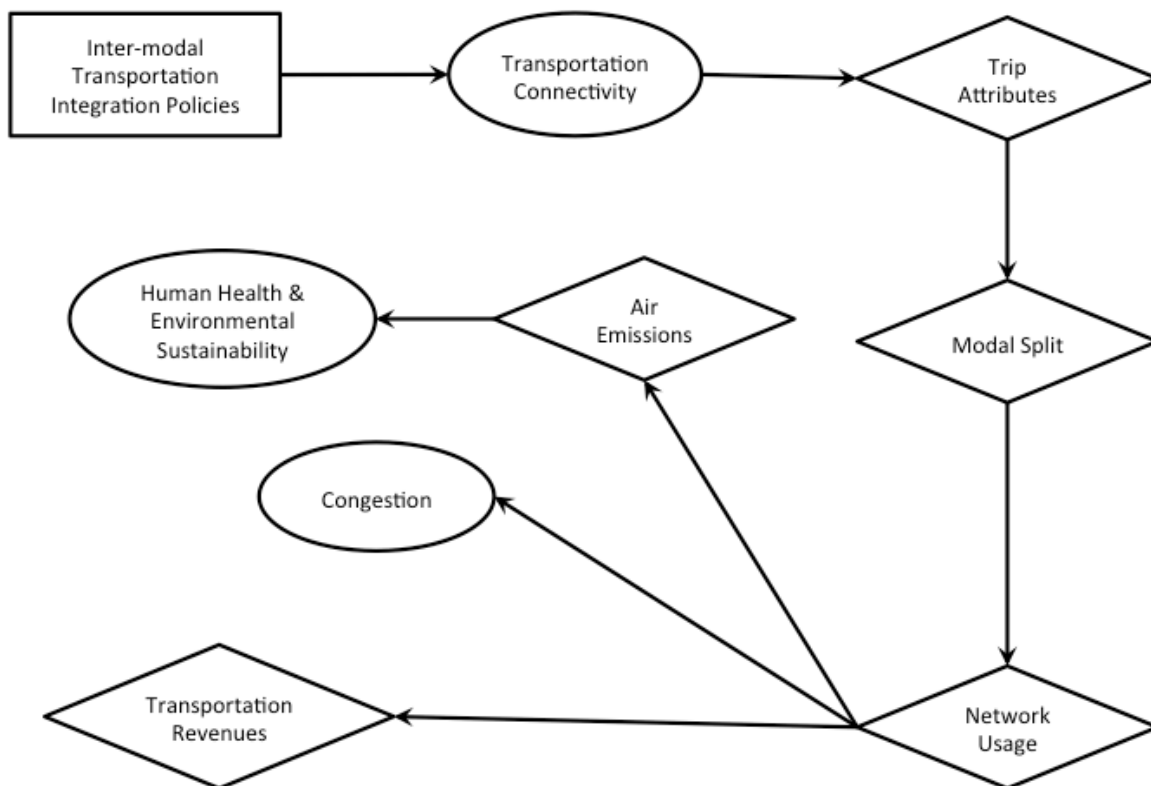 Inter-modal
Transportation
Integration Policies
Transportation
Connectivity
Trip
Attributes
Human Health &
Environmental
Sustainability
Air
Emissions
Modal Split
Congestion
Transportation
Revenues
Network
Usage